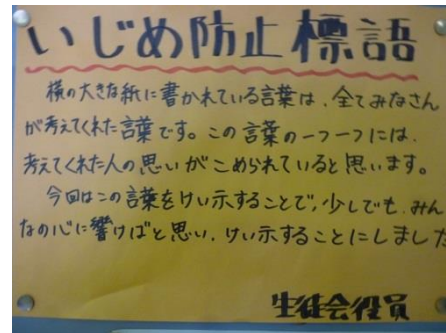 いじめ防止標語
横の大きな紙に書かれている言葉は、全てみなさん
が考えてくれた言葉です。この言葉の一つ一つには、
考えてくれた人の思いがこめられていると思います。
今回はこの言葉をけい示することで、少しでも、みん
なの心に響けばと思い、けい示することにしました
生徒会役員